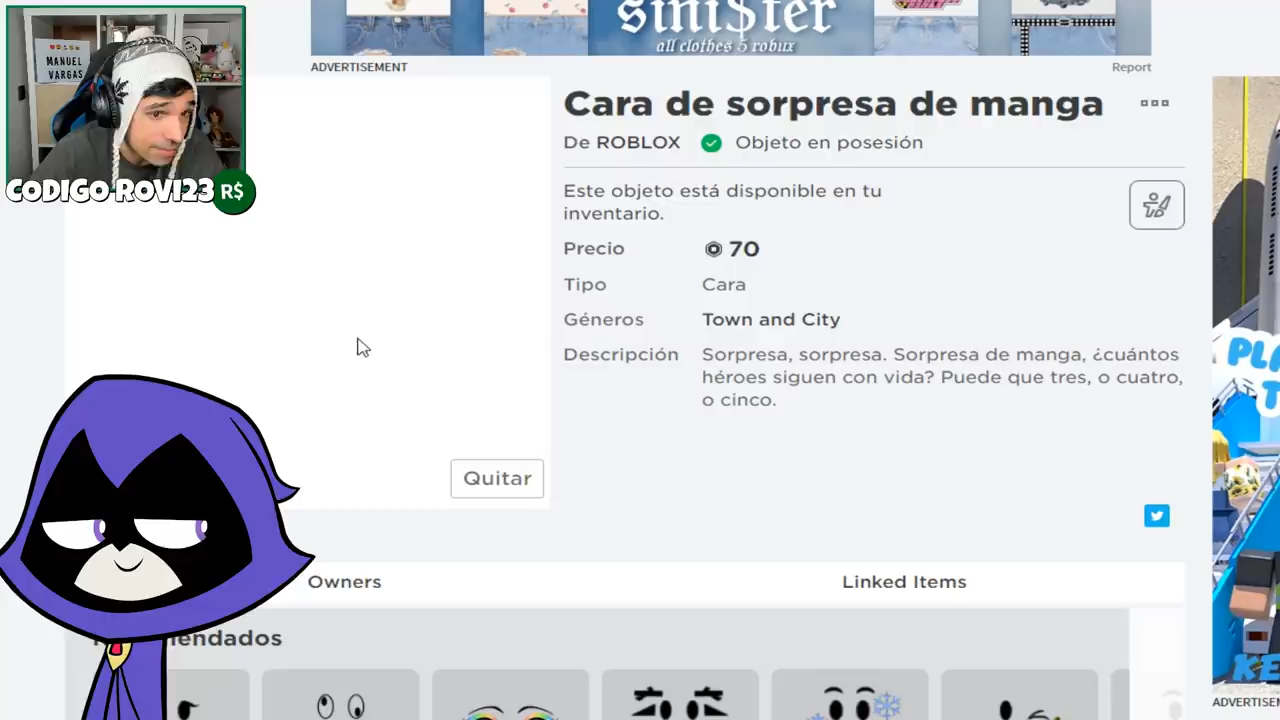 sini$ter
all clothes 5 robux
ADVERTISEMENT
Report
MANUEL
VARGAS
CODIGO ROVI23 R$
Cara de sorpresa de manga
De ROBLOX Objeto en posesión
Este objeto está disponible en tu
inventario.
Precio 70
Tipo Cara
Géneros Town and City
Descripción Sorpresa, sorpresa. Sorpresa de manga, ¿cuántos
héroes siguen con vida? Puede que tres, o cuatro,
o cinco.
Quitar
Owners Linked Items